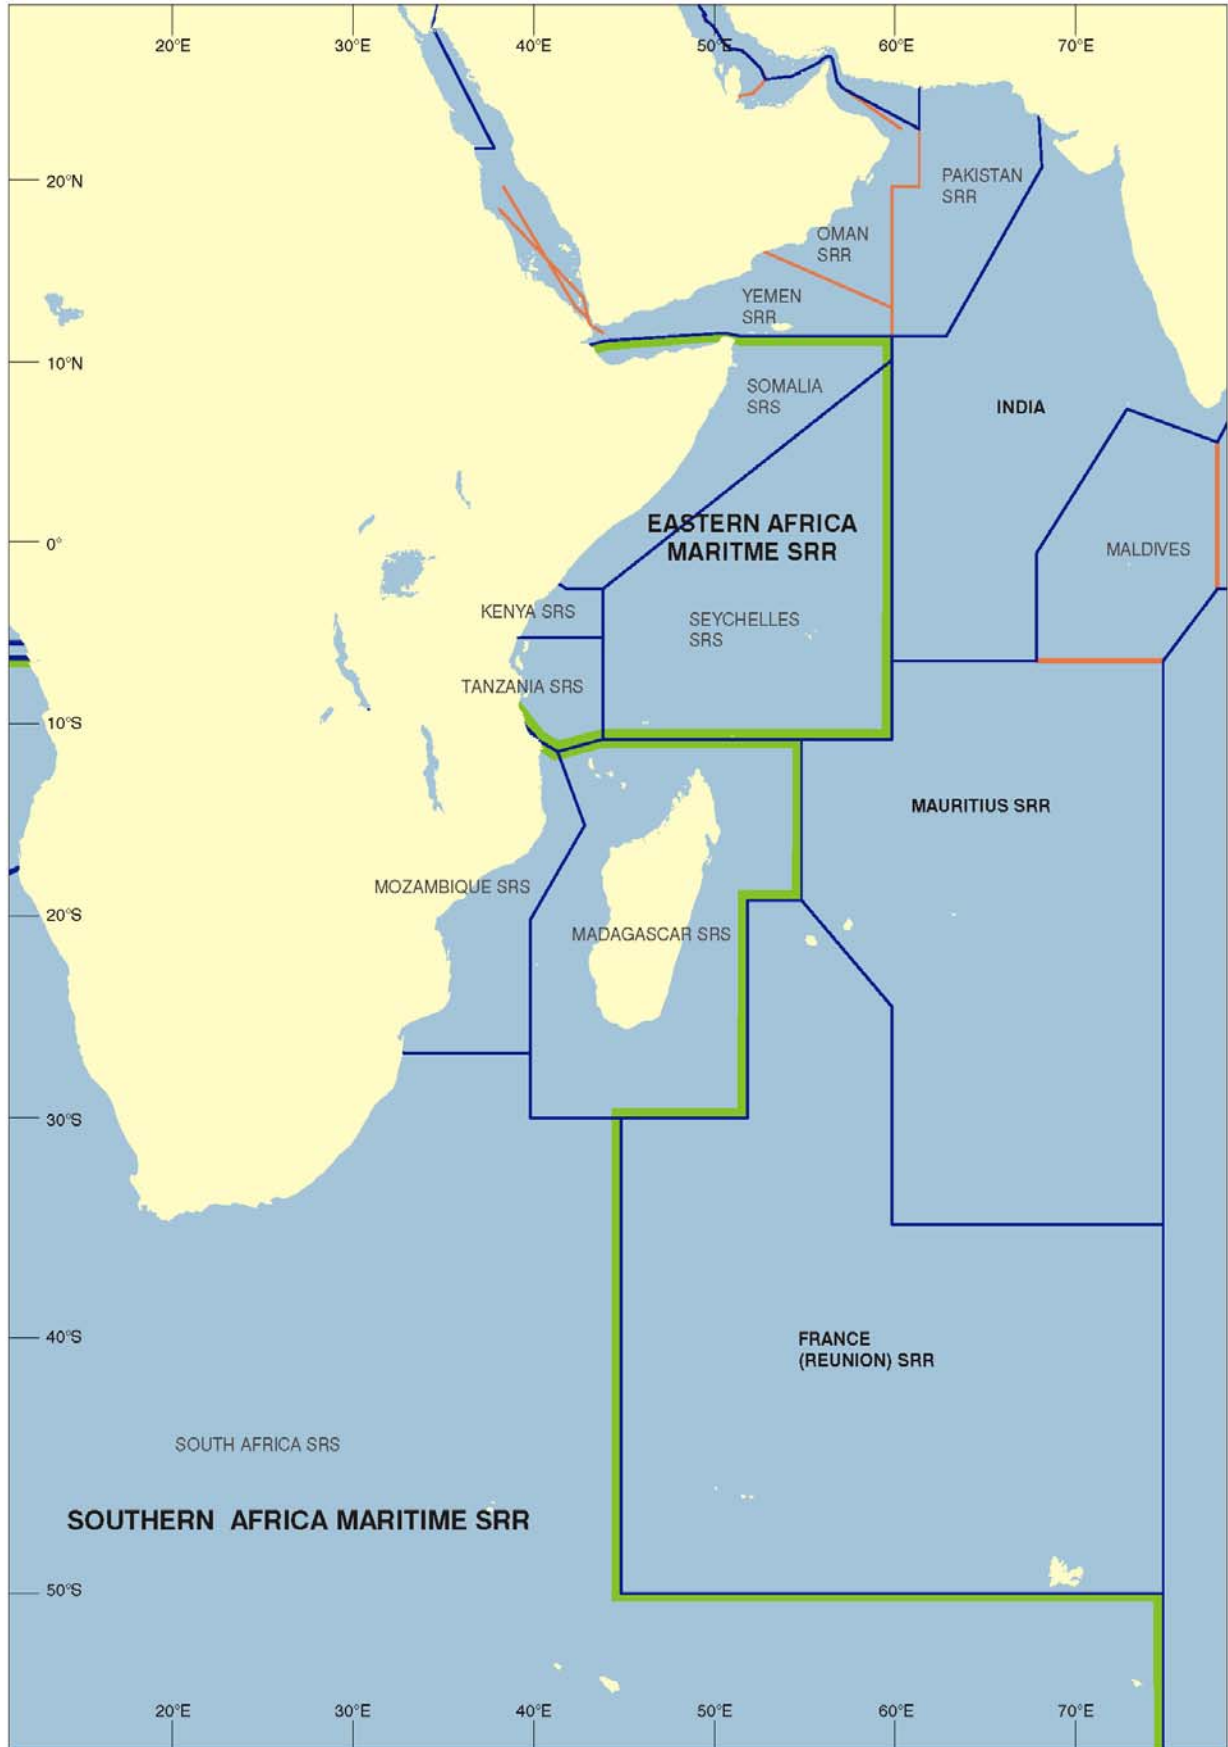 20°E 30°E 40°E 50°E 60°E 70°E
20°N
PAKISTAN
SRR
OMAN
SRR
YEMEN
SRR
10°N
SOMALIA
SRS
INDIA
EASTERN AFRICA
MARITME SRR
0°
MALDIVES
KENYA SRS
SEYCHELLES
SRS
TANZANIA SRS
10°S
MAURITIUS SRR
MOZAMBIQUE SRS
20°S
MADAGASCAR SRS
30°S
40°S
FRANCE
(REUNION) SRR
SOUTH AFRICA SRS
SOUTHERN AFRICA MARITIME SRR
50°S
20°E 30°E 40°E 50°E 60°E 70°E